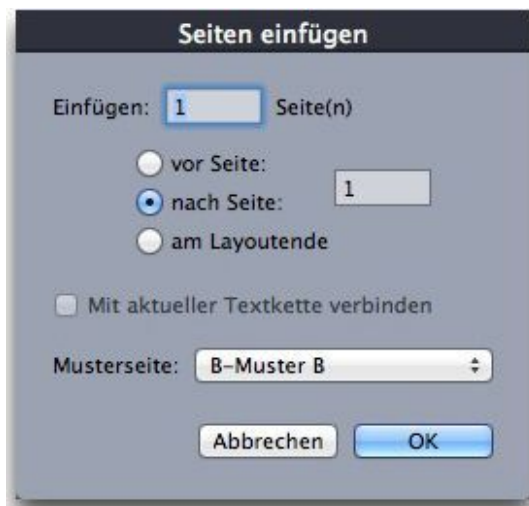 Seiten einfügen
Einfügen: 1 Seite(n)
vor Seite:
nach Seite: 1
am Layoutende
Mit aktueller Textkette verbinden
Musterseite: B-Muster B
Abbrechen OK